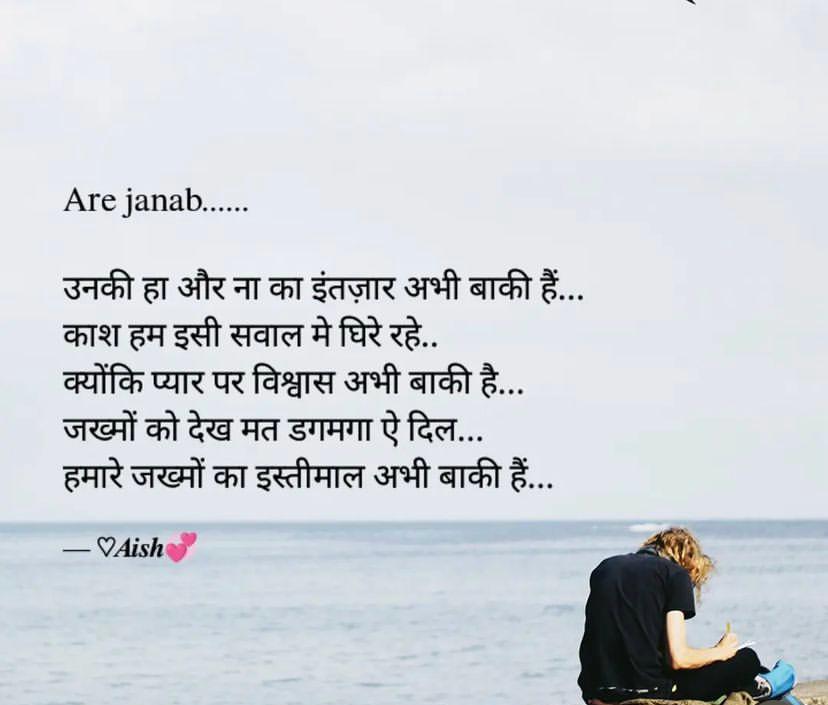 Are janab......
उनकी हा और ना का इंतज़ार अभी बाकी हैं...
काश हम इसी सवाल मे घिरे रहे..
क्योंकि प्यार पर विश्वास अभी बाकी है...
जख्मों को देख मत डगमगा ऐ दिल...
हमारे जख्मों का इस्तीमाल अभी बाकी हैं...
— ♡Aish💕